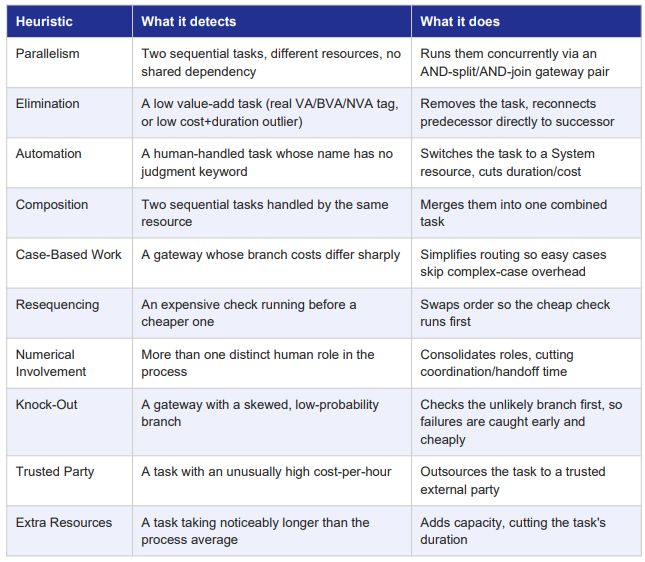 Heuristic What it detects What it does
Parallelism Two sequential tasks, different resources, no Runs them concurrently via an
shared dependency AND-split/AND-join gateway pair
Elimination A low value-add task (real VA/BVA/NVA tag, Removes the task, reconnects
or low cost+duration outlier) predecessor directly to successor
Automation A human-handled task whose name has no Switches the task to a System
judgment keyword resource, cuts duration/cost
Composition Two sequential tasks handled by the same Merges them into one combined
resource task
Case-Based Work A gateway whose branch costs differ sharply Simplifies routing so easy cases
skip complex-case overhead
Resequencing An expensive check running before a Swaps order so the cheap check
cheaper one runs first
Numerical More than one distinct human role in the Consolidates roles, cutting
Involvement process coordination/handoff time
Knock-Out A gateway with a skewed, low-probability Checks the unlikely branch first, so
branch failures are caught early and
cheaply
Trusted Party A task with an unusually high cost-per-hour Outsources the task to a trusted
external party
Extra Resources A task taking noticeably longer than the Adds capacity, cutting the task's
process average duration